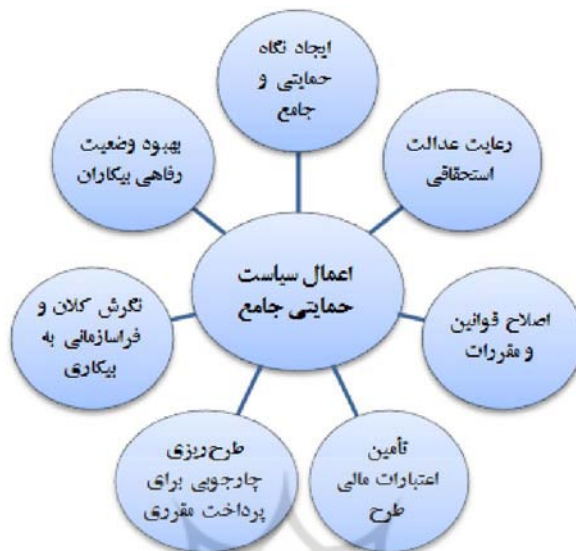 ایجاد نگاه
حمایتی و
جامع
رعایت عدالت
استحقاقی
اصلاح قوانین
و مقررات
تأمین
اعتبارات مالی
طرح
طرح‌ریزی
چارچوبی برای
پرداخت مقرری
نگرش کلان و
فراسازمانی به
بیکاری
بهبود وضعیت
رفاهی بیکاران
اعمال سیاست
حمایتی جامع